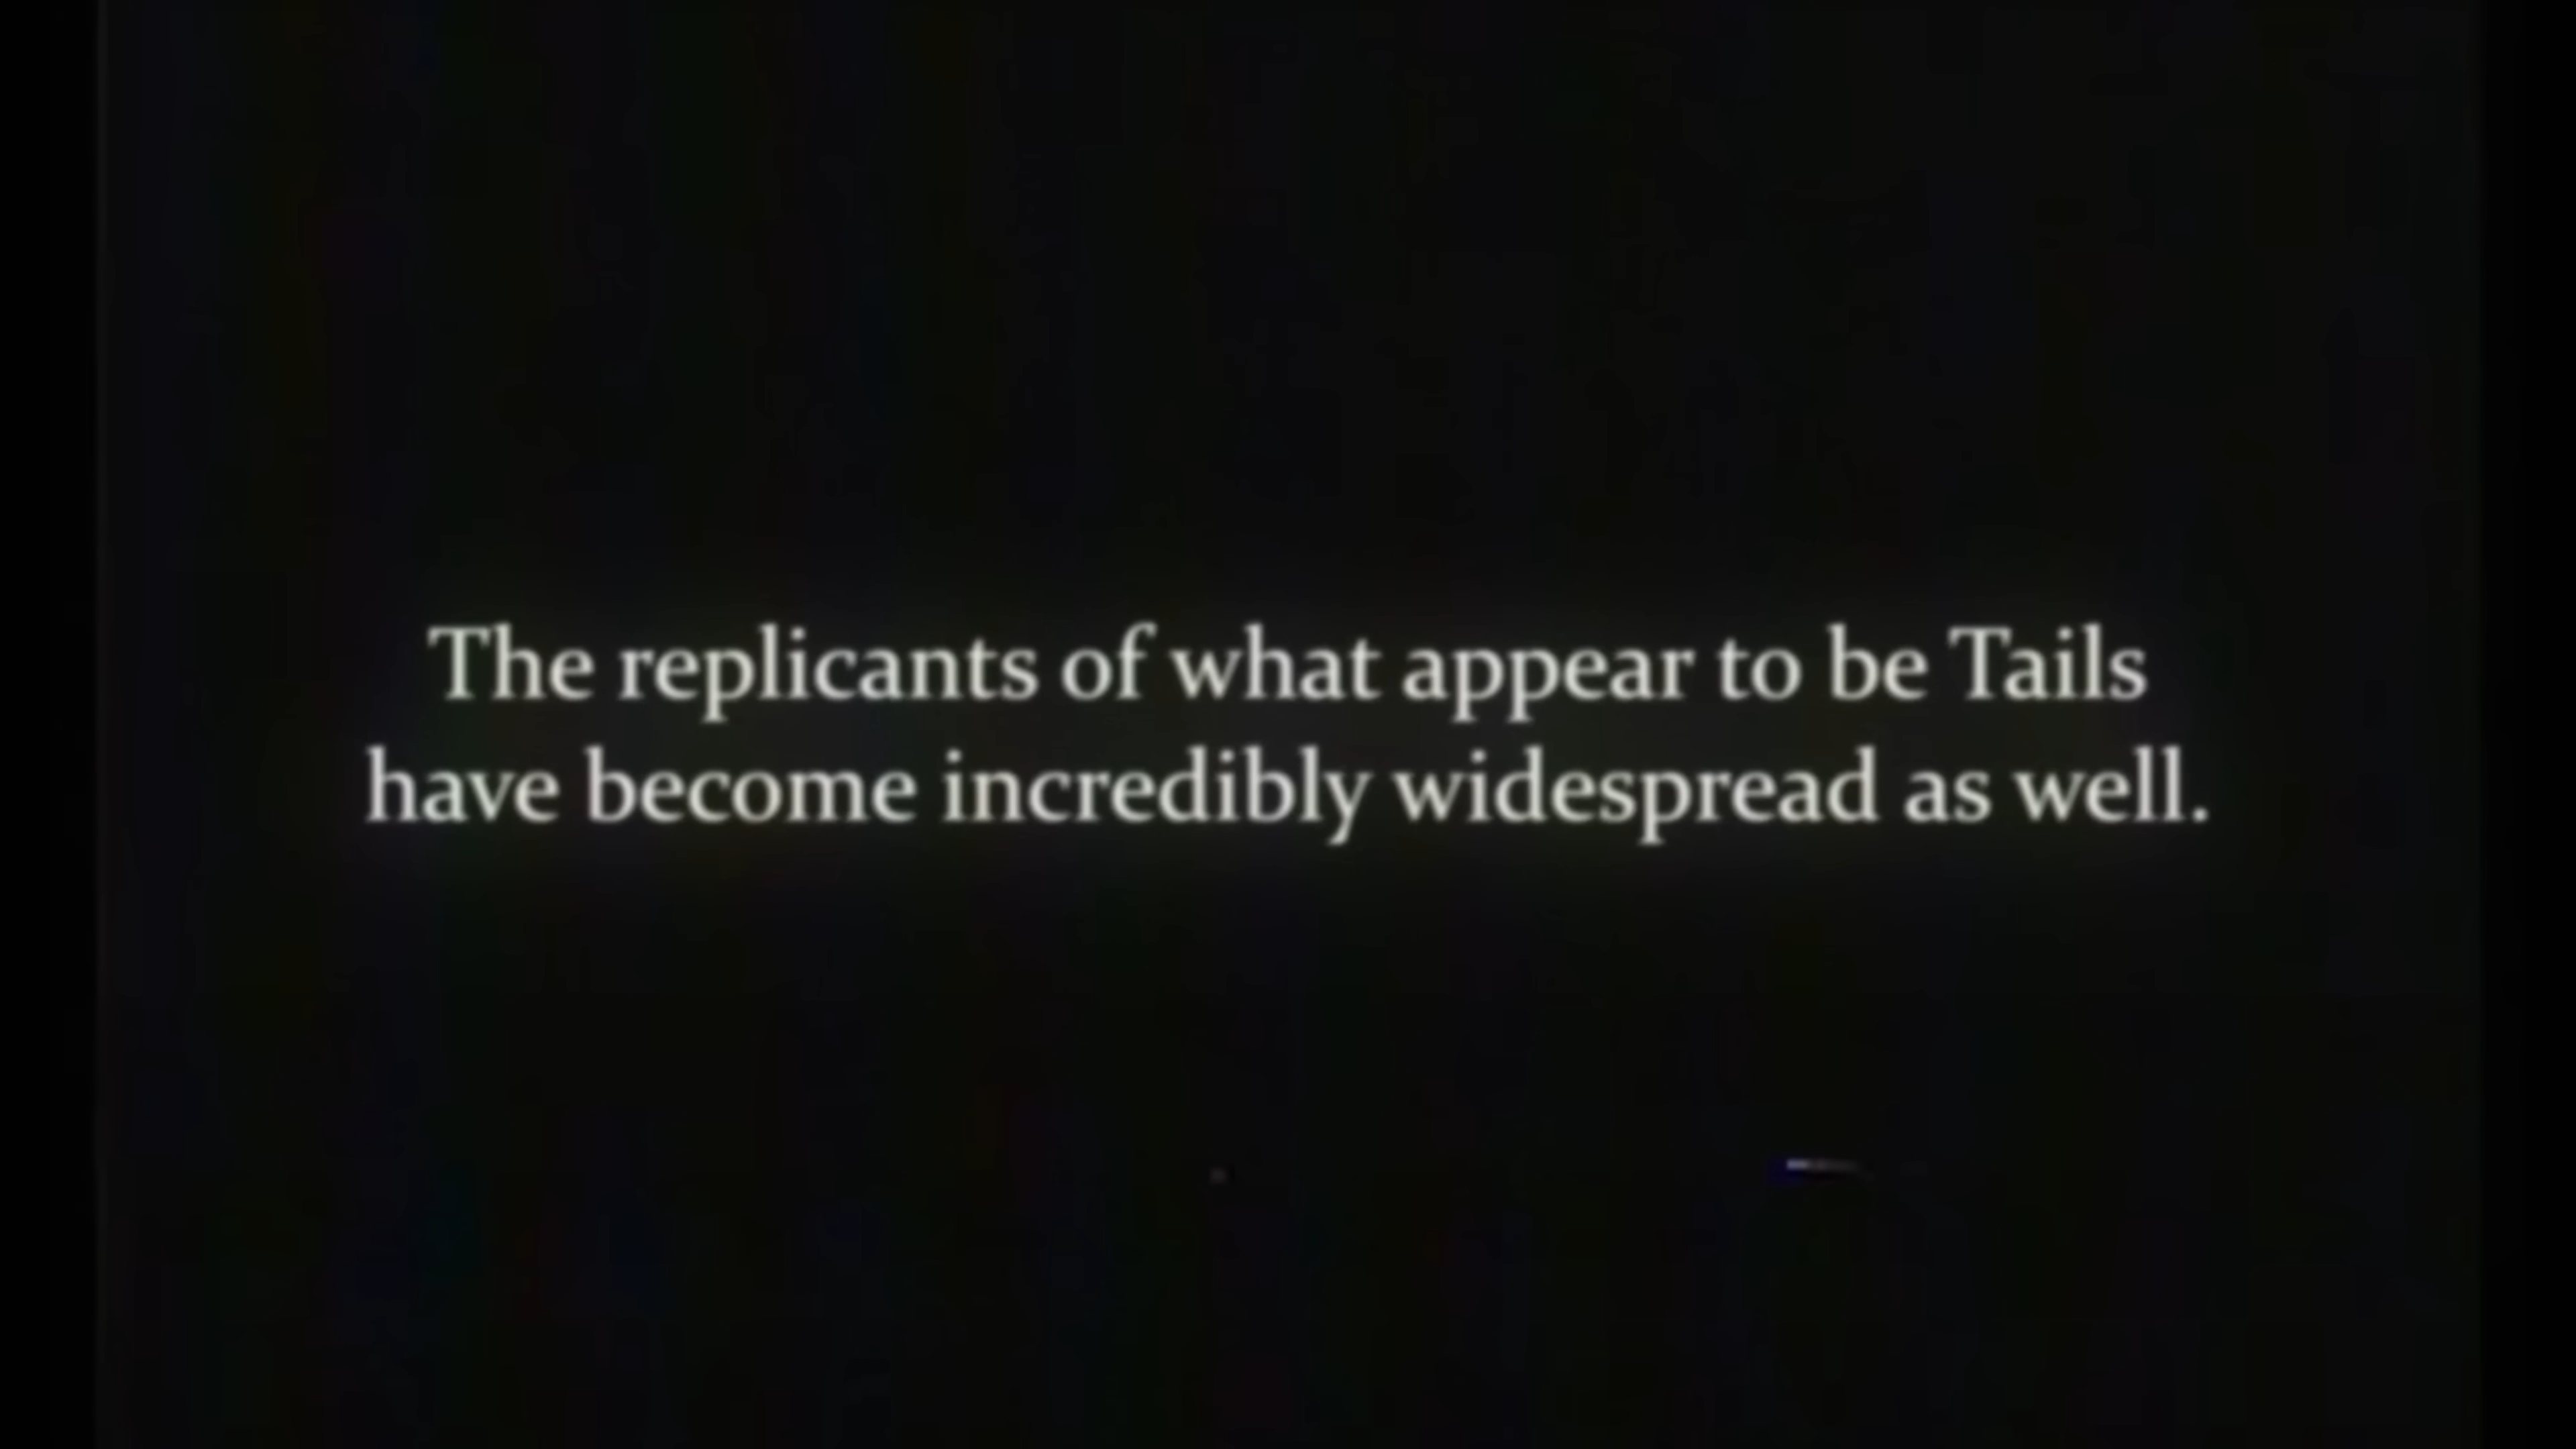 The replicants of what appear to be Tails
have become incredibly widespread as well.